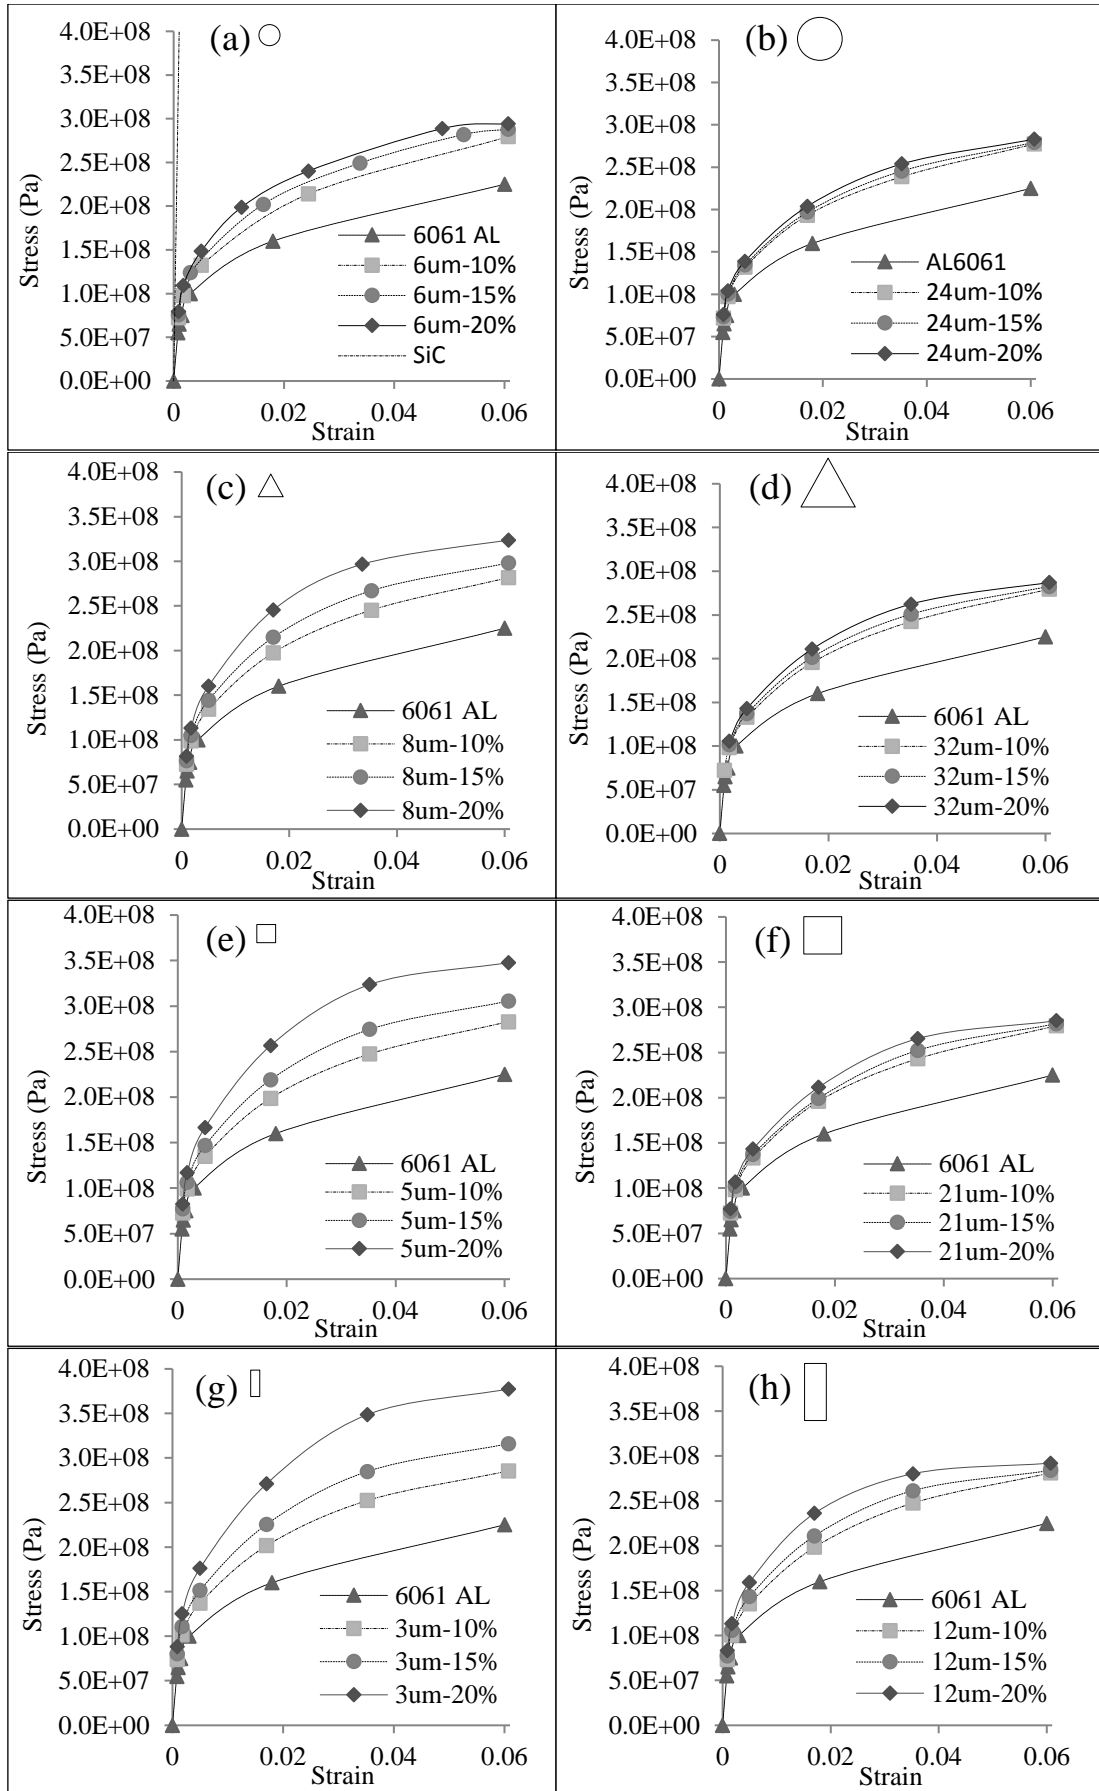 (a)
4.0E+08
3.5E+08
3.0E+08
2.5E+08
2.0E+08
1.5E+08
1.0E+08
5.0E+07
0.0E+00
Stress (Pa)
6061 AL
6um-10%
6um-15%
6um-20%
SiC
0 0.02 0.04 0.06
Strain
(b)
4.0E+08
3.5E+08
3.0E+08
2.5E+08
2.0E+08
1.5E+08
1.0E+08
5.0E+07
0.0E+00
Stress (Pa)
AL6061
24um-10%
24um-15%
24um-20%
0 0.02 0.04 0.06
Strain
(c)
4.0E+08
3.5E+08
3.0E+08
2.5E+08
2.0E+08
1.5E+08
1.0E+08
5.0E+07
0.0E+00
Stress (Pa)
6061 AL
8um-10%
8um-15%
8um-20%
0 0.02 0.04 0.06
Strain
(d)
4.0E+08
3.5E+08
3.0E+08
2.5E+08
2.0E+08
1.5E+08
1.0E+08
5.0E+07
0.0E+00
Stress (Pa)
6061 AL
32um-10%
32um-15%
32um-20%
0 0.02 0.04 0.06
Strain
(e)
4.0E+08
3.5E+08
3.0E+08
2.5E+08
2.0E+08
1.5E+08
1.0E+08
5.0E+07
0.0E+00
Stress (Pa)
6061 AL
5um-10%
5um-15%
5um-20%
0 0.02 0.04 0.06
Strain
(f)
4.0E+08
3.5E+08
3.0E+08
2.5E+08
2.0E+08
1.5E+08
1.0E+08
5.0E+07
0.0E+00
Stress (Pa)
6061 AL
21um-10%
21um-15%
21um-20%
0 0.02 0.04 0.06
Strain
(g)
4.0E+08
3.5E+08
3.0E+08
2.5E+08
2.0E+08
1.5E+08
1.0E+08
5.0E+07
0.0E+00
Stress (Pa)
6061 AL
3um-10%
3um-15%
3um-20%
0 0.02 0.04 0.06
Strain
(h)
4.0E+08
3.5E+08
3.0E+08
2.5E+08
2.0E+08
1.5E+08
1.0E+08
5.0E+07
0.0E+00
Stress (Pa)
6061 AL
12um-10%
12um-15%
12um-20%
0 0.02 0.04 0.06
Strain